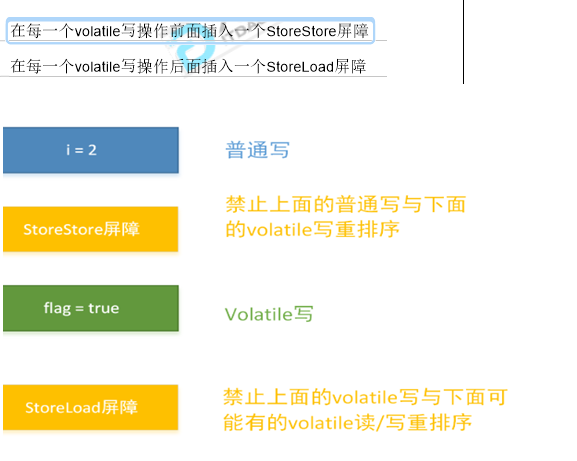 在每一个volatile写操作前面插入一个StoreStore屏障
在每一个volatile写操作后面插入一个StoreLoad屏障
i = 2
普通写
禁止上面的普通写与下面
的volatile写重排序
StoreStore屏障
flag = true
Volatile写
禁止上面的volatile写与下面可
能有的volatile读/写重排序
StoreLoad屏障